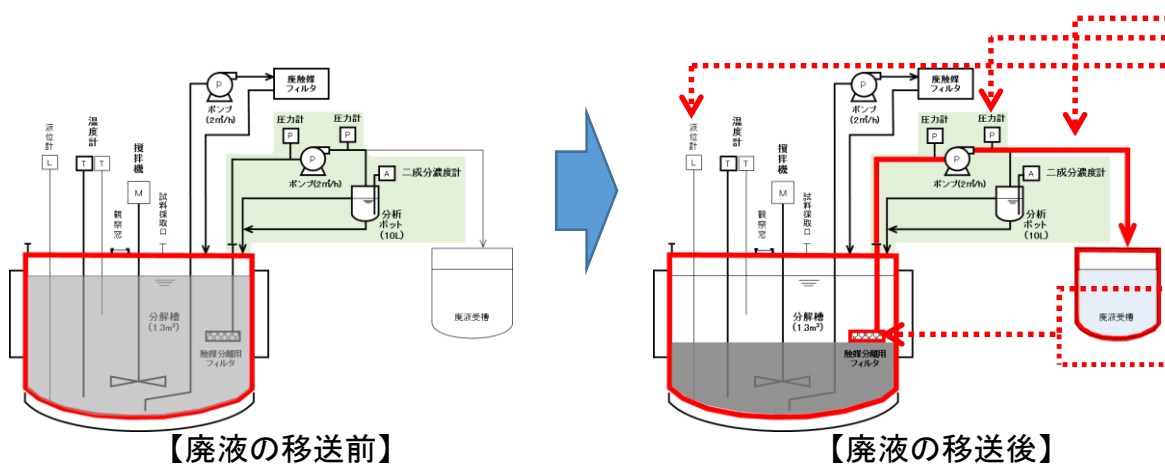 P
ポンプ
(2㎥/h)
廃触媒
フィルタ
圧力計
P
圧力計
P
P
ポンプ(2㎥/h)
A
二成分濃度計
分析
ポット
(10L)
液位計
L
温度計
T
T
撹拌機
M
観察窓
試料採取口
分解槽
(1.3m³)
触媒分離用
フィルタ
廃液受槽
【廃液の移送前】
P
ポンプ
(2㎥/h)
廃触媒
フィルタ
圧力計
P
圧力計
P
P
ポンプ(2㎥/h)
A
二成分濃度計
分析
ポット
(10L)
液位計
L
温度計
T
T
撹拌機
M
観察窓
試料採取口
分解槽
(1.3m³)
触媒分離用
フィルタ
廃液受槽
【廃液の移送後】